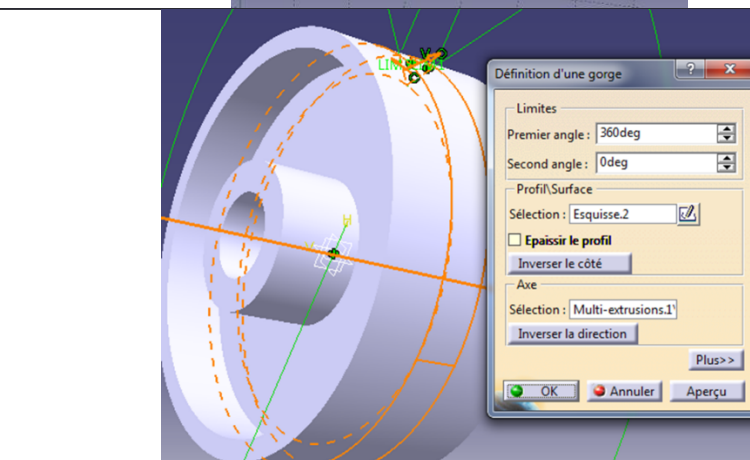 Définition d'une gorge
Limites
Premier angle : 360deg
Second angle : 0deg
Profil\Surface
Sélection : Esquisse.2
Epaissir le profil
Inverser le côté
Axe
Sélection : Multi-extrusions.1\
Inverser la direction
Plus>>
OK Annuler Aperçu
V
H